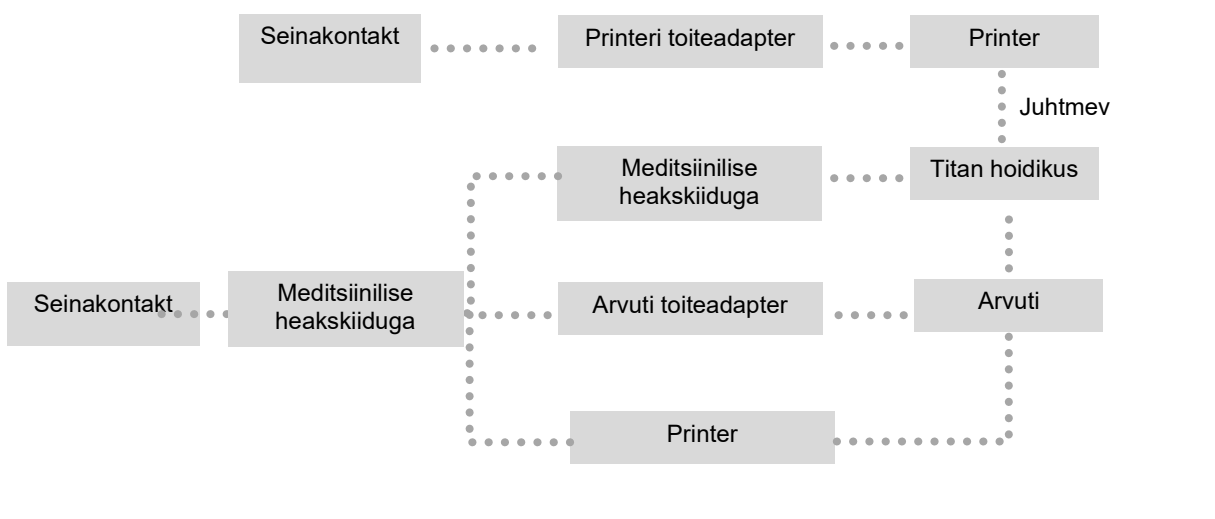 Seinakontakt
Printeri toiteadapter
Printer
Juhtmev
Meditsiinilise
heakskiiduga
Titan hoidikus
Seinakontakt
Meditsiinilise
heakskiiduga
Arvuti toiteadapter
Arvuti
Printer